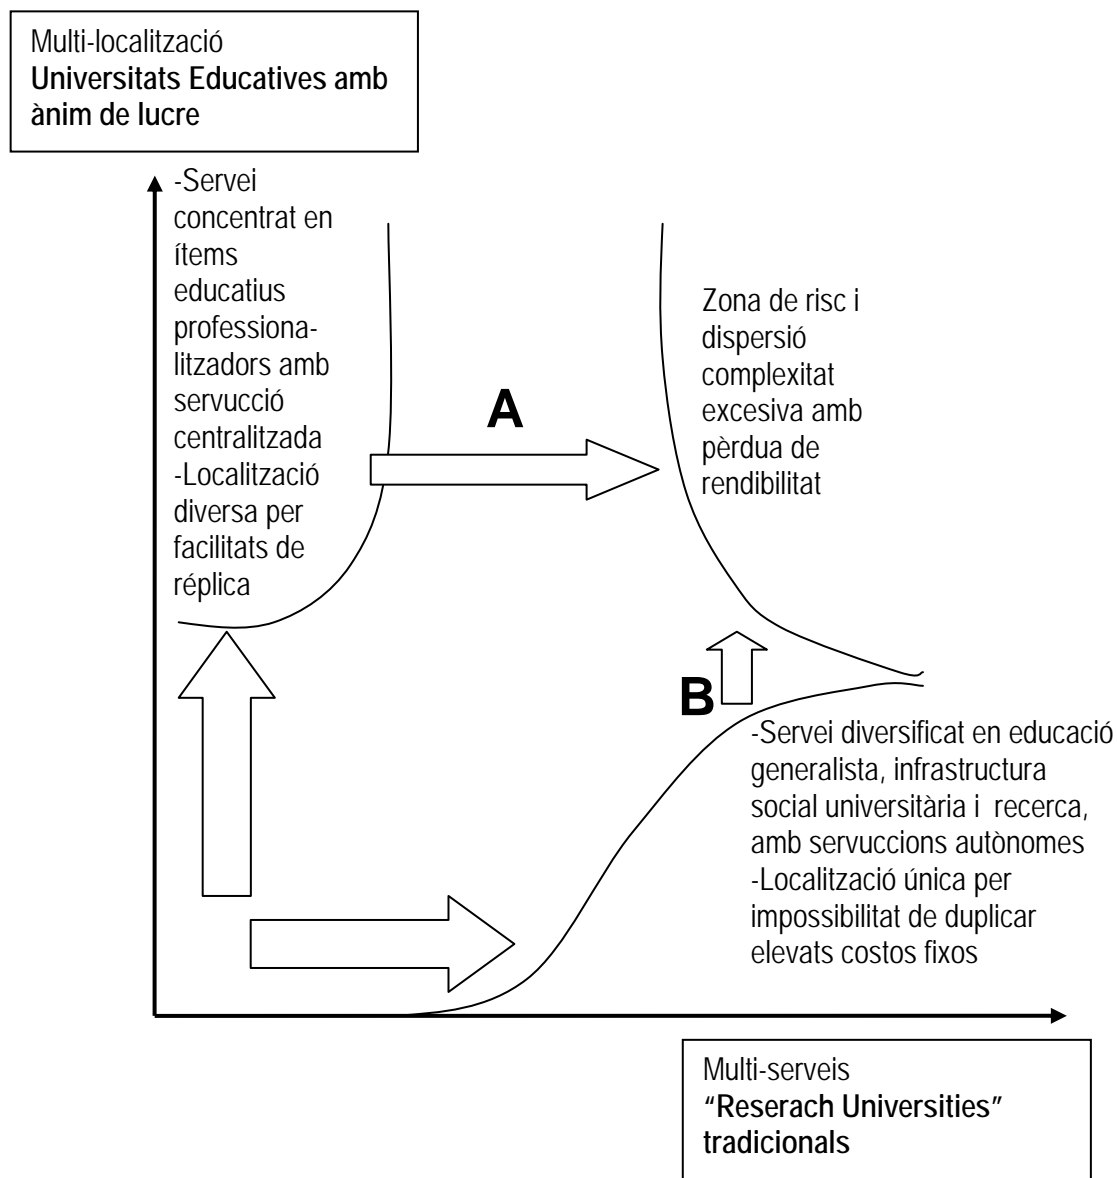 Multi-localització
Universitats Educatives amb
ànim de lucre
-Servei
concentrat en
ítems
educatius
professiona-
litzadors amb
servucció
centralitzada
-Localització
diversa per
facilitats de
réplica
A
Zona de risc i
dispersió
complexitat
excesiva amb
pèrdua de
rendibilitat
B
-Servei diversificat en educació
generalista, infrastructura
social universitària i  recerca,
amb servuccions autònomes
-Localització única per
impossibilitat de duplicar
elevats costos fixos
Multi-serveis
“Reserach Universities”
tradicionals